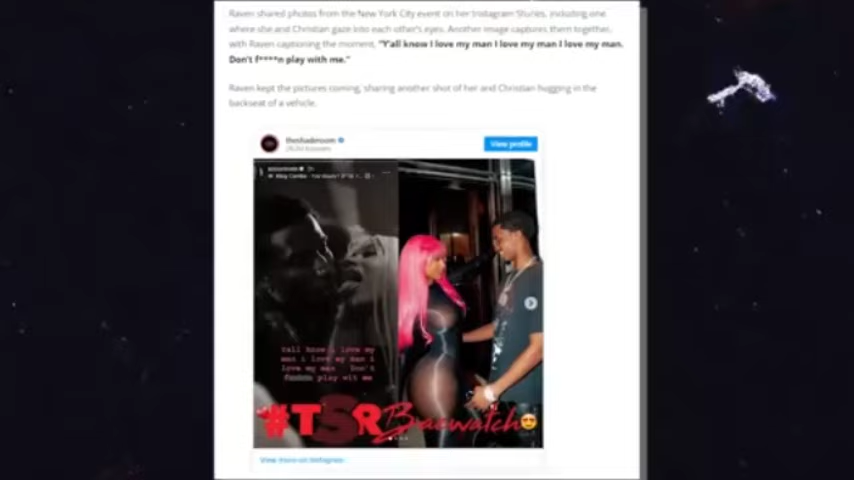 Raven shared photos from the New York City event on her Instagram Stories, including one
where she and Christian gaze into each other's eyes. Another image captures them together,
with Raven captioning the moment, "Y'all know I love my man I love my man I love my man.
Don't f****n play with me."
Raven kept the pictures coming, sharing another shot of her and Christian hugging in the
backseat of a vehicle.
theshaderoom
View profile
yall know i love my
man i love my man i
love my man Don't
play wit me
#TSR Baewatch
View more on Instagram